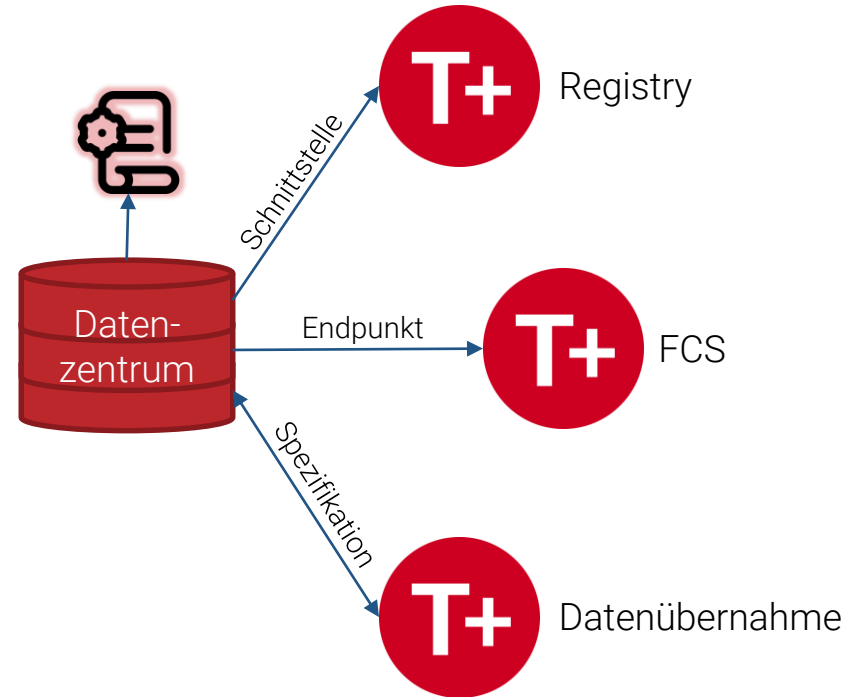 T+
Registry
Schnittstelle
Daten-
zentrum
Endpunkt
T+
FCS
Spezifikation
T+
Datenübernahme